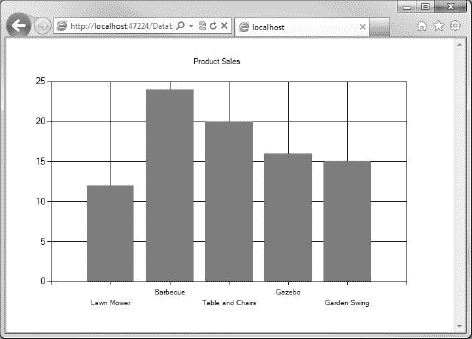 http://localhost:47224/Datab
localhost
Product Sales
25
20
15
10
5
0
Barbecue
Gazebo
Lawn Mower
Table and Chairs
Garden Swing